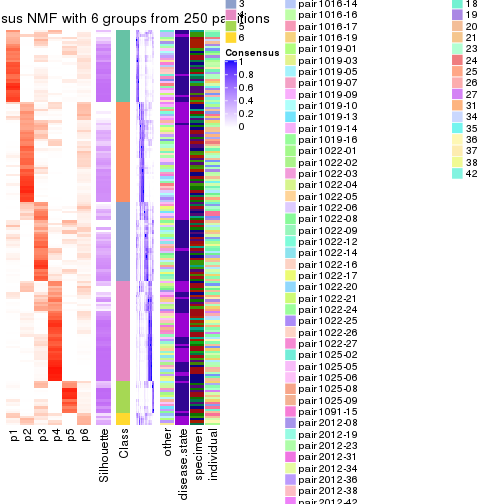 sus NMF with 6 groups from 250 partitions
3
4
5
6
Consensus
1
0.8
0.6
0.4
0.2
0
p1
p2
p3
p4
p5
p6
Silhouette
Class
other
disease.state
specimen
individual
pair1016-14
pair1016-16
pair1016-17
pair1019-01
pair1019-03
pair1019-05
pair1019-07
pair1019-09
pair1019-10
pair1019-13
pair1019-14
pair1019-16
pair1022-01
pair1022-02
pair1022-03
pair1022-04
pair1022-05
pair1022-06
pair1022-08
pair1022-09
pair1022-12
pair1022-14
pair1022-16
pair1022-17
pair1022-20
pair1022-21
pair1022-24
pair1022-25
pair1022-26
pair1022-27
pair1025-02
pair1025-05
pair1025-06
pair1025-08
pair1025-09
pair1091-15
pair2012-08
pair2012-19
pair2012-23
pair2012-31
pair2012-34
pair2012-36
pair2012-38
pair2012-42
18
19
20
21
23
24
25
26
27
31
34
35
36
37
38
42